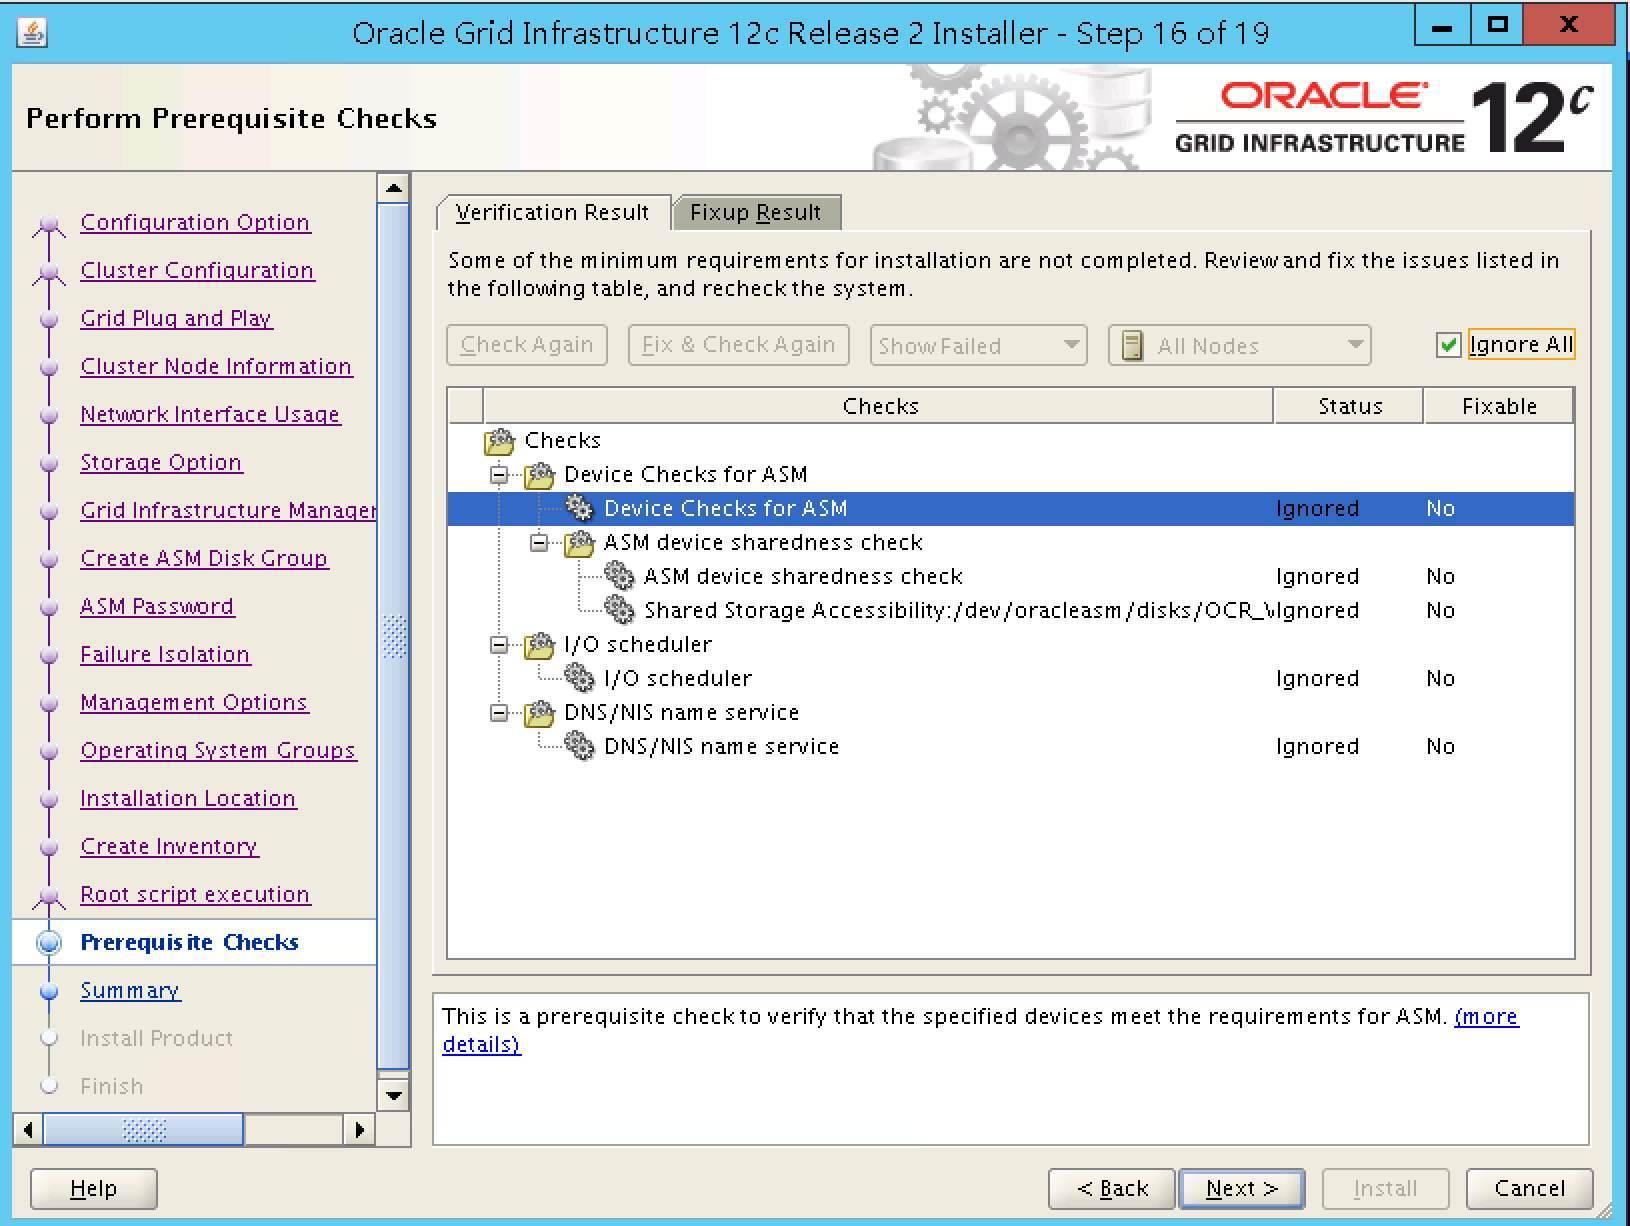 Oracle Grid Infrastructure 12c Release 2 Installer - Step 16 of 19
Perform Prerequisite Checks
ORACLE
GRID INFRASTRUCTURE
12c
Configuration Option
Cluster Configuration
Grid Plug and Play
Cluster Node Information
Network Interface Usage
Storage Option
Grid Infrastructure Manager
Create ASM Disk Group
ASM Password
Failure Isolation
Management Options
Operating System Groups
Installation Location
Create Inventory
Root script execution
Prerequisite Checks
Summary
Install Product
Finish
Verification Result Fixup Result
Some of the minimum requirements for installation are not completed. Review and fix the issues listed in
the following table, and recheck the system.
Check Again Fix & Check Again Show Failed All Nodes Ignore All
Checks Status Fixable
Checks
Device Checks for ASM
Device Checks for ASM Ignored No
ASM device sharedness check
ASM device sharedness check Ignored No
Shared Storage Accessibility:/dev/oracleasm/disks/OCR_ Ignored No
I/O scheduler
I/O scheduler Ignored No
DNS/NIS name service
DNS/NIS name service Ignored No
This is a prerequisite check to verify that the specified devices meet the requirements for ASM. (more
details)
Help < Back Next > Install Cancel